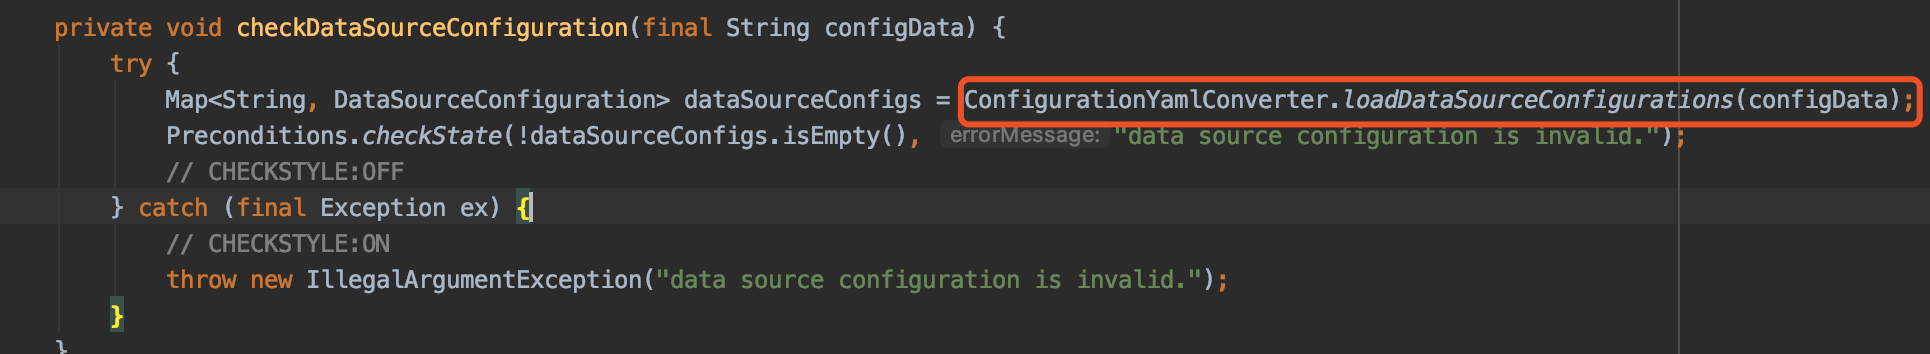 private void checkDataSourceConfiguration(final String configData) {
try {
Map<String, DataSourceConfiguration> dataSourceConfigs = ConfigurationYamlConverter.loadDataSourceConfigurations(configData);
Preconditions.checkState(!dataSourceConfigs.isEmpty(), errorMessage: "data source configuration is invalid.");
// CHECKSTYLE:OFF
} catch (final Exception ex) {
// CHECKSTYLE:ON
throw new IllegalArgumentException("data source configuration is invalid.");
}
}